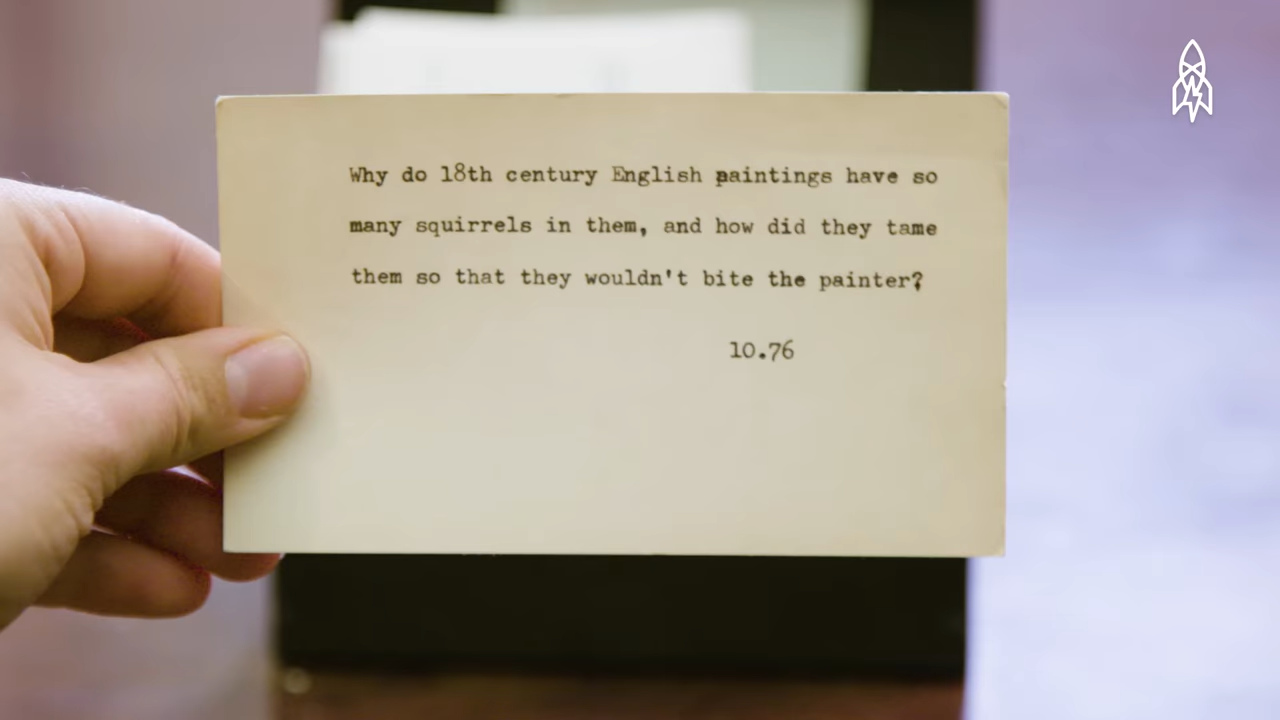 Why do 18th century English paintings have so
many squirrels in them, and how did they tame
them so that they wouldn't bite the painter?
10.76